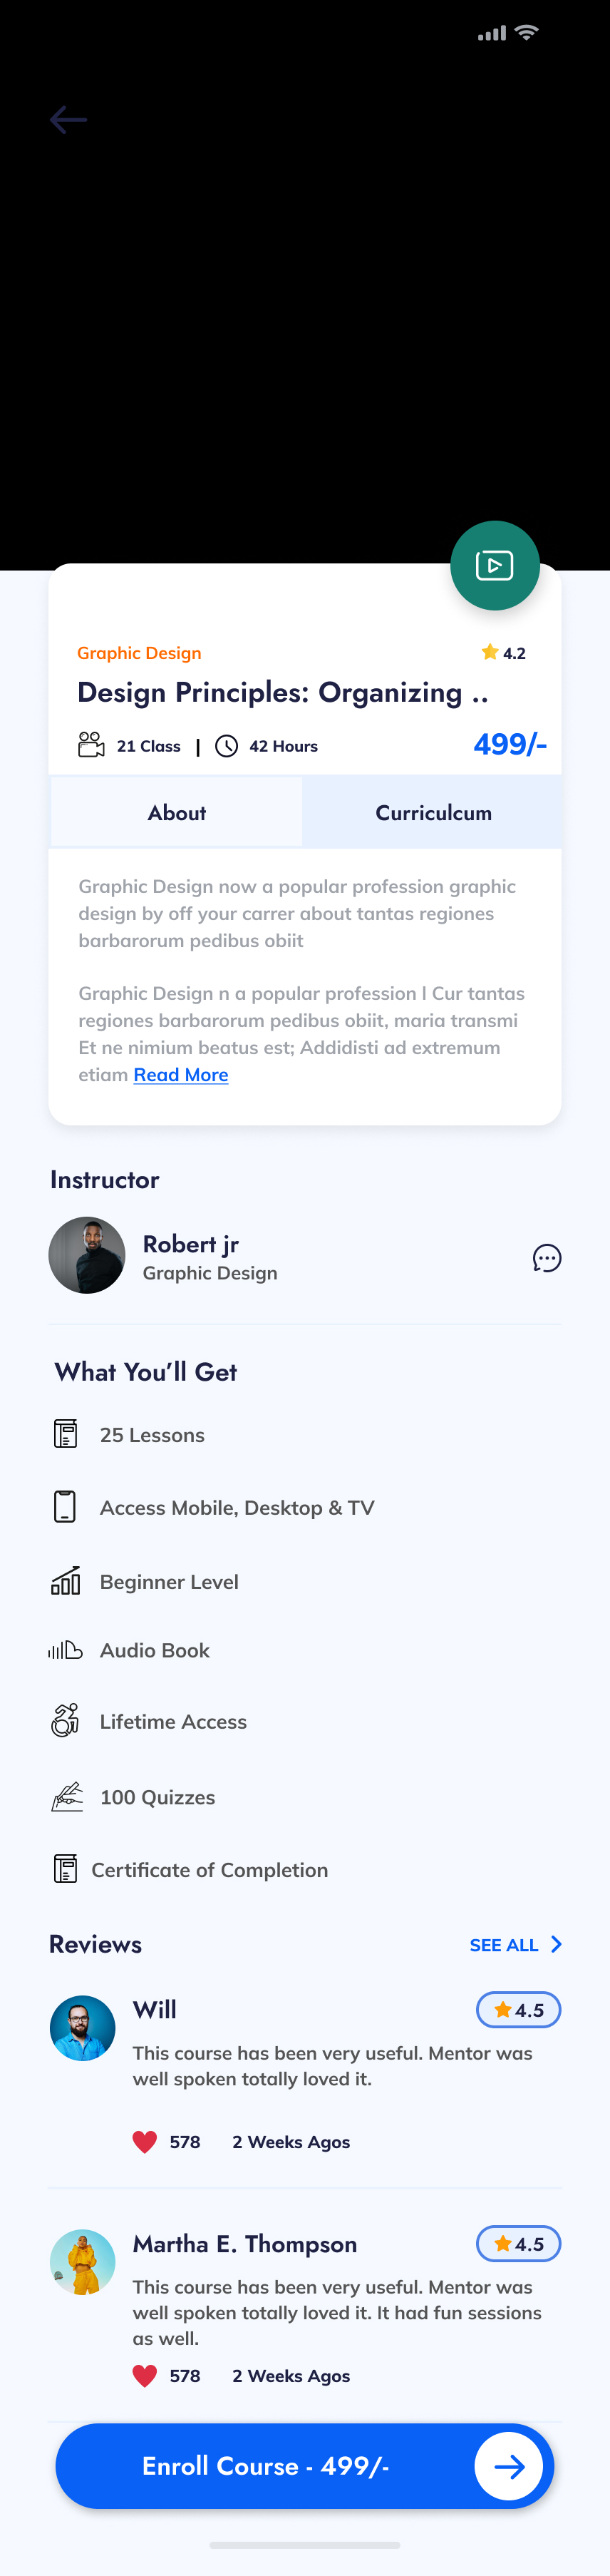 Graphic Design
4.2
Design Principles: Organizing ..
21 Class | 42 Hours
499/-
About
Curriculcum
Graphic Design now a popular profession graphic
design by off your carrer about tantas regiones
barbarorum pedibus obiit
Graphic Design n a popular profession l Cur tantas
regiones barbarorum pedibus obiit, maria transmi
Et ne nimium beatus est; Addidisti ad extremum
etiam Read More
Instructor
Robert jr
Graphic Design
What You’ll Get
25 Lessons
Access Mobile, Desktop & TV
Beginner Level
Audio Book
Lifetime Access
100 Quizzes
Certificate of Completion
Reviews
SEE ALL
Will
4.5
This course has been very useful. Mentor was
well spoken totally loved it.
578
2 Weeks Agos
Martha E. Thompson
4.5
This course has been very useful. Mentor was
well spoken totally loved it. It had fun sessions
as well.
578
2 Weeks Agos
Enroll Course - 499/-